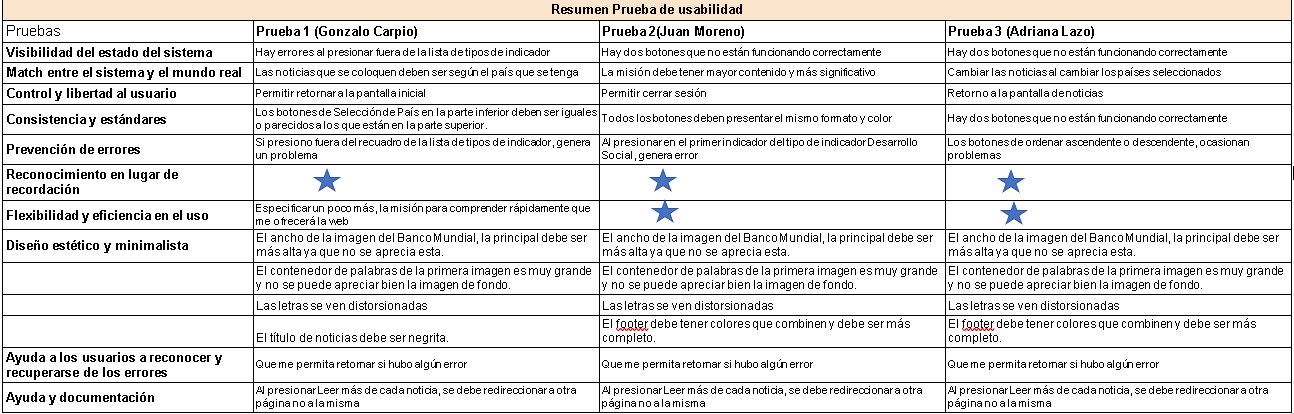 Resumen Prueba de usabilidad
Pruebas
Prueba 1 (Gonzalo Carpio)
Prueba 2(Juan Moreno)
Prueba 3 (Adriana Lazo)
Visibilidad del estado del sistema
Hay errores al presionar fuera de la lista de tipos de indicador
Hay dos botones que no están funcionando correctamente
Hay dos botones que no están funcionando correctamente
Match entre el sistema y el mundo real
Las noticias que se coloquen deben ser según el país que se tenga
La misión debe tener mayor contenido y más significativo
Cambiar las noticias al cambiar los países seleccionados
Control y libertad al usuario
Permitir retornar a la pantalla inicial
Permitir cerrar sesión
Retorno a la pantalla de noticias
Consistencia y estándares
Los botones de Selección de País en la parte inferior deben ser iguales
o parecidos a los que están en la parte superior.
Todos los botones deben presentar el mismo formato y color
Hay dos botones que no están funcionando correctamente
Prevención de errores
Si presiono fuera del recuadro de la lista de tipos de indicador, genera
un problema
Al presionar en el primer indicador del tipo de indicador Desarrollo
Social, genera error
Los botones de ordenar ascendente o descendente, ocasionan
problemas
Reconocimiento en lugar de
recordación
Flexibilidad y eficiencia en el uso
Especificar un poco más, la misión para comprender rápidamente que
me ofrecerá la web
Diseño estético y minimalista
El ancho de la imagen del Banco Mundial, la principal debe ser
más alta ya que no se aprecia esta.
El ancho de la imagen del Banco Mundial, la principal debe ser
más alta ya que no se aprecia esta.
El ancho de la imagen del Banco Mundial, la principal debe ser
más alta ya que no se aprecia esta.
El contenedor de palabras de la primera imagen es muy grande
y no se puede apreciar bien la imagen de fondo.
El contenedor de palabras de la primera imagen es muy grande
y no se puede apreciar bien la imagen de fondo.
El contenedor de palabras de la primera imagen es muy grande
y no se puede apreciar bien la imagen de fondo.
Las letras se ven distorsionadas
Las letras se ven distorsionadas
Las letras se ven distorsionadas
El título de noticias debe ser negrita.
El footer debe tener colores que combinen y debe ser más
completo.
El footer debe tener colores que combinen y debe ser más
completo.
Ayuda a los usuarios a reconocer y
recuperarse de los errores
Que me permita retornar si hubo algún error
Que me permita retornar si hubo algún error
Que me permita retornar si hubo algún error
Ayuda y documentación
Al presionar Leer más de cada noticia, se debe redireccionar a otra
página no a la misma
Al presionar Leer más de cada noticia, se debe redireccionar a otra
página no a la misma
Al presionar Leer más de cada noticia, se debe redireccionar a otra
página no a la misma